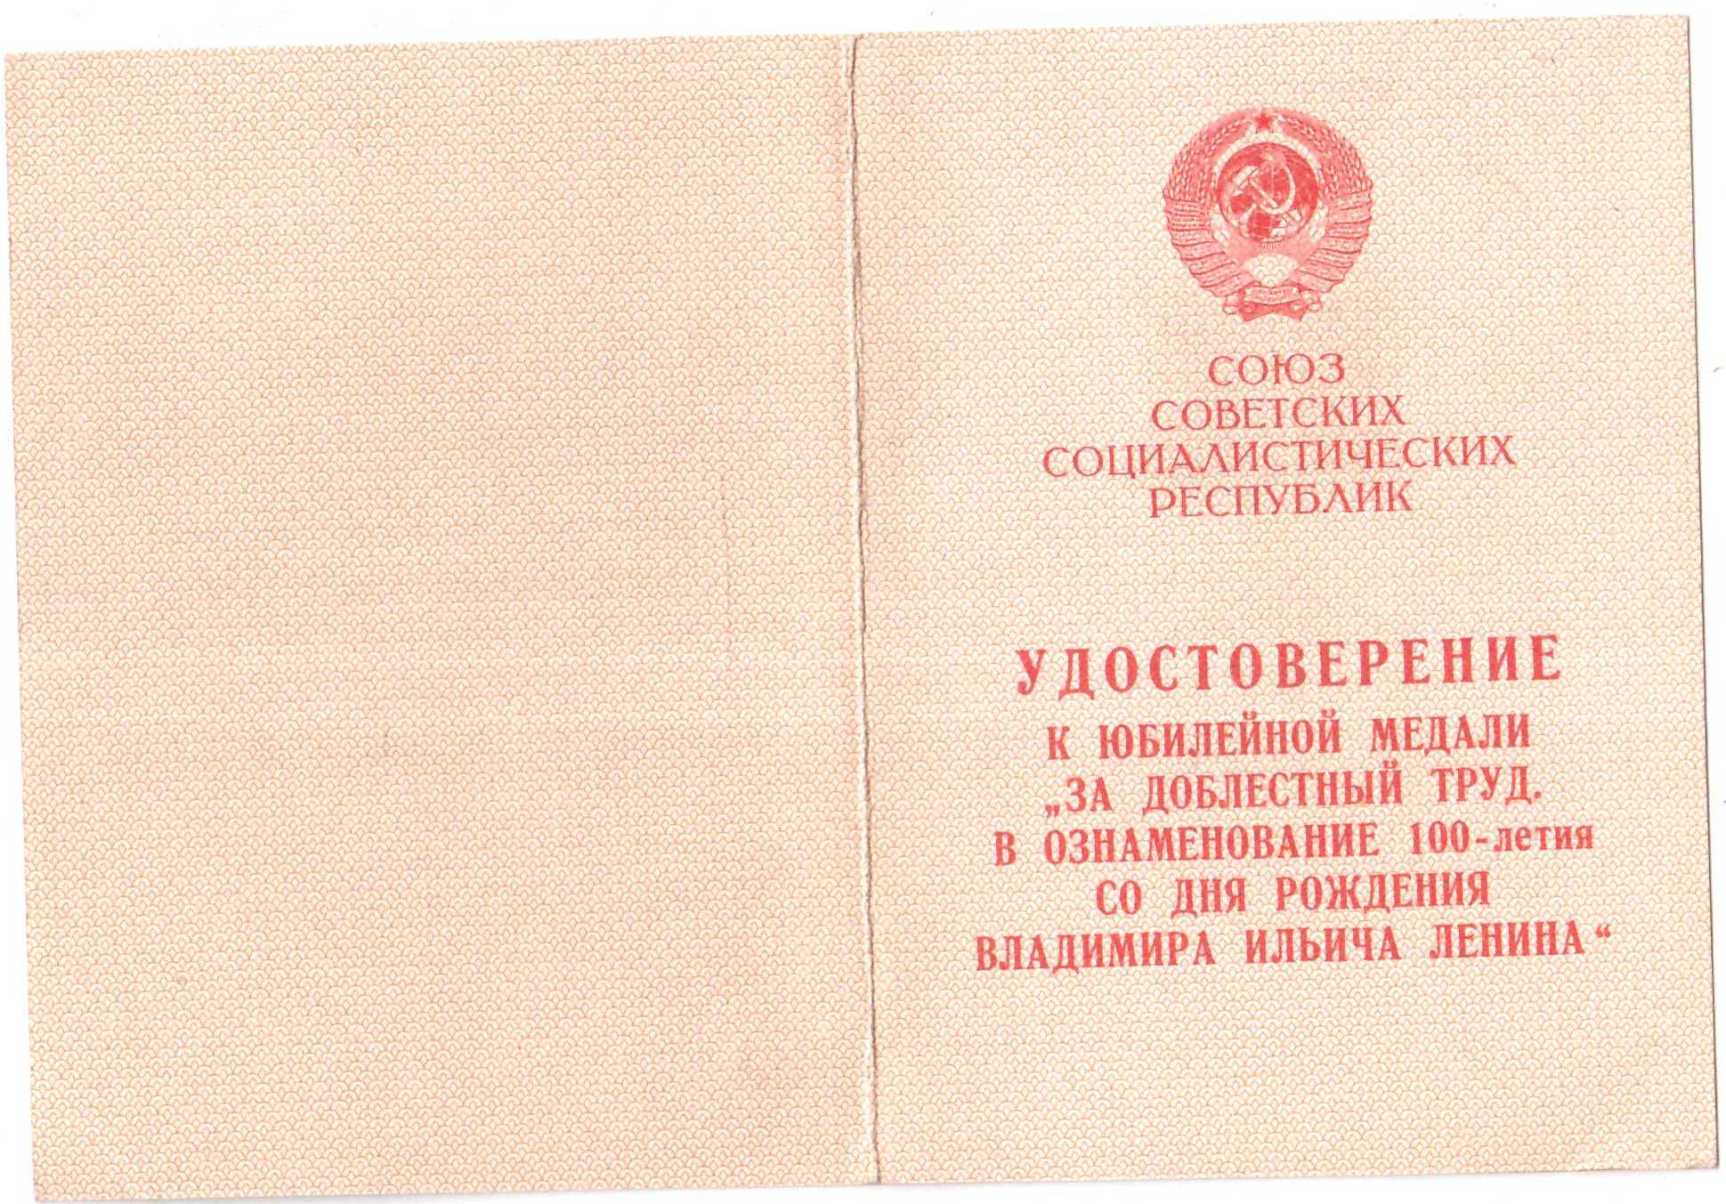 СОЮЗ
СОВЕТСКИХ
СОЦИАЛИСТИЧЕСКИХ
РЕСПУБЛИК
УДОСТОВЕРЕНИЕ
К ЮБИЛЕЙНОЙ МЕДАЛИ
„ЗА ДОБЛЕСТНЫЙ ТРУД.
В ОЗНАМЕНОВАНИЕ 100-летия
СО ДНЯ РОЖДЕНИЯ
ВЛАДИМИРА ИЛЬИЧА ЛЕНИНА“